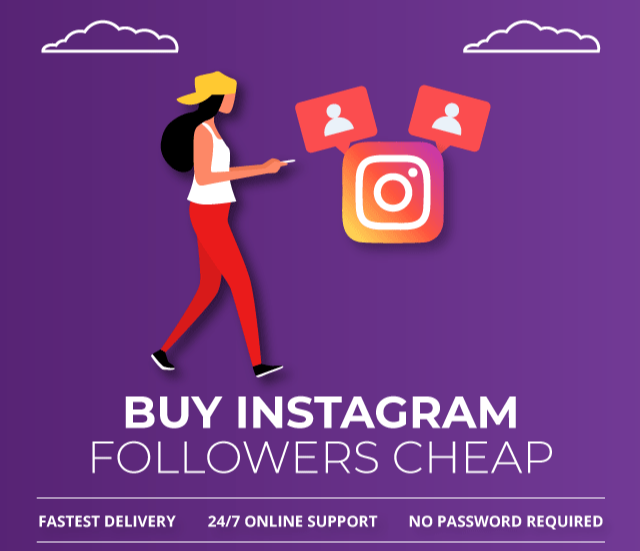 BUY INSTAGRAM
FOLLOWERS CHEAP
FASTEST DELIVERY 24/7 ONLINE SUPPORT NO PASSWORD REQUIRED